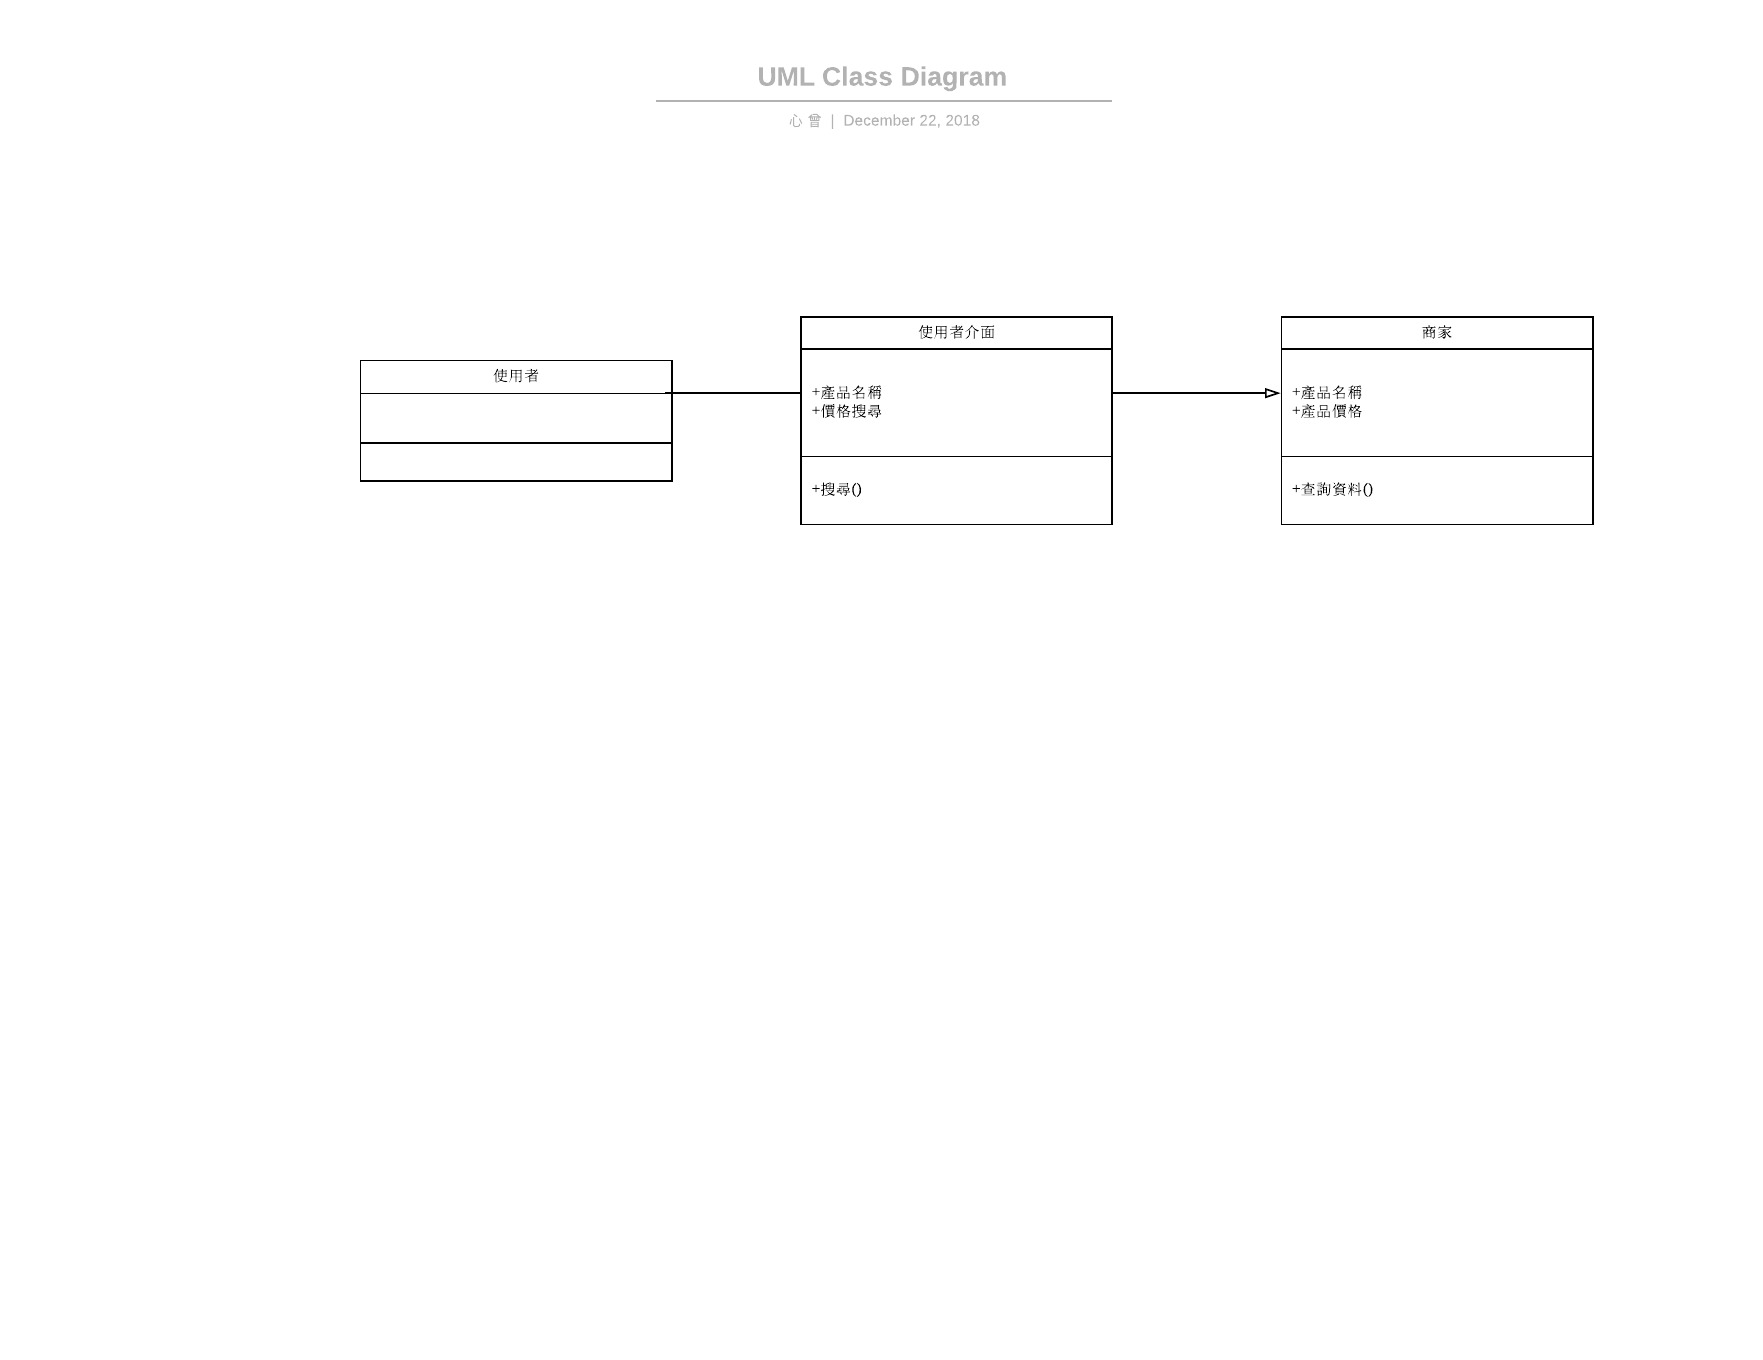 UML Class Diagram
心 曾 | December 22, 2018
使用者
使用者介面
+產品名稱
+價格搜尋
+搜尋()
商家
+產品名稱
+產品價格
+查詢資料()